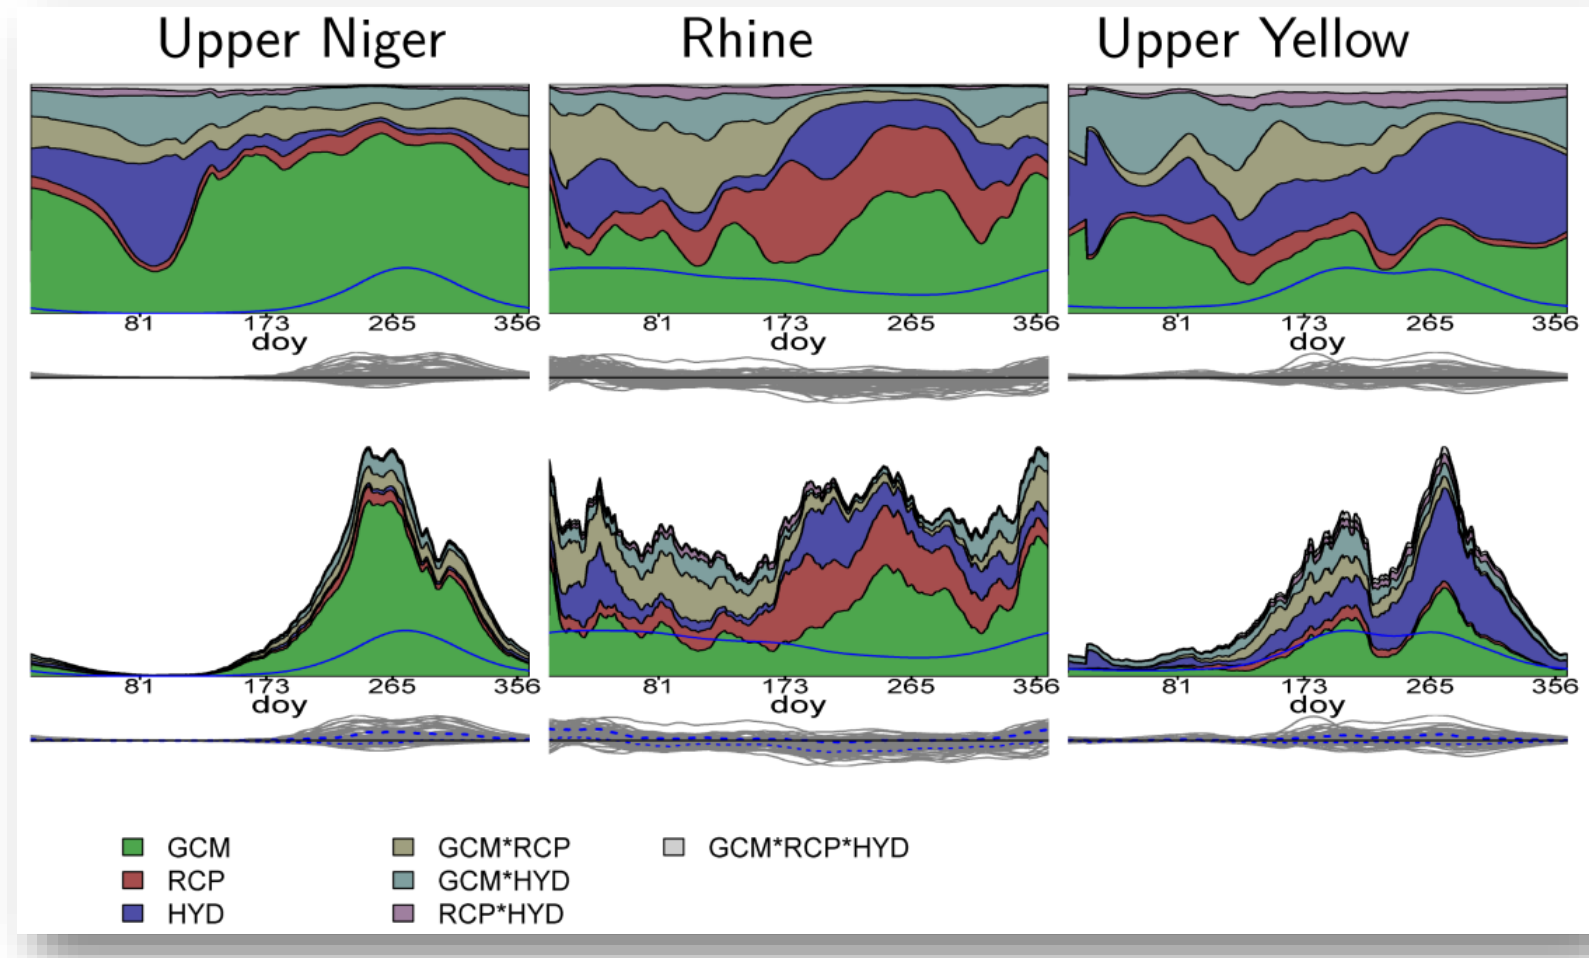 Upper Niger Rhine Upper Yellow
81 173 265 356 81 173 265 356 81 173 265 356
doy doy doy
81 173 265 356 81 173 265 356 81 173 265 356
doy doy doy
GCM GCM*RCP GCM*RCP*HYD
RCP GCM*HYD
HYD RCP*HYD